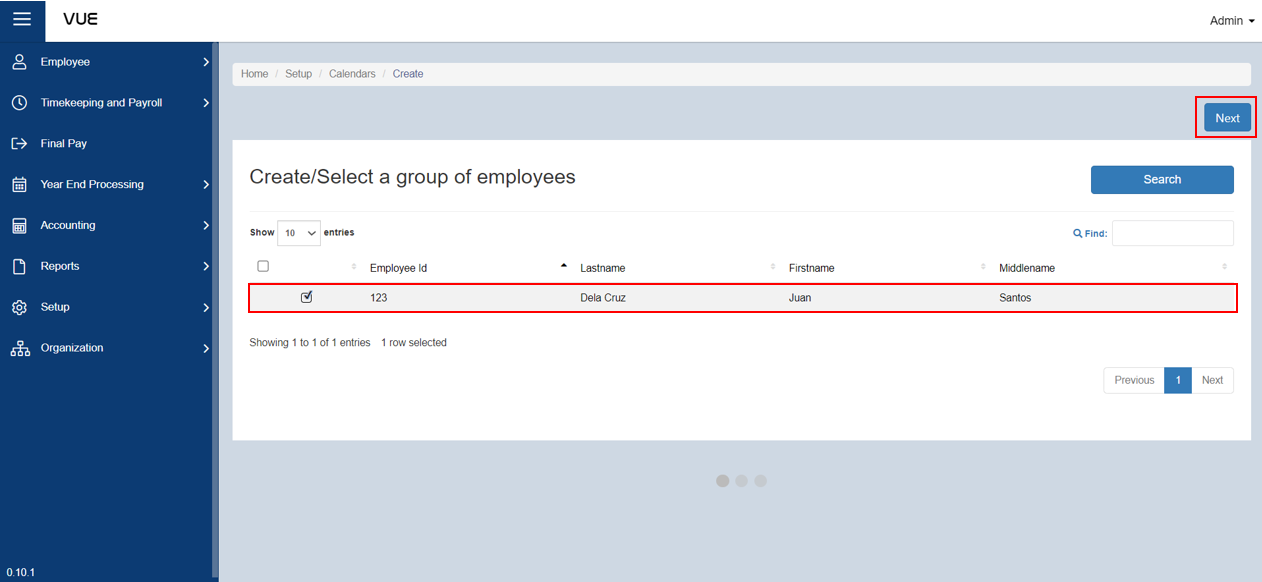 VUE
Admin
Employee
Timekeeping and Payroll
Final Pay
Year End Processing
Accounting
Reports
Setup
Organization
0.10.1
Home / Setup / Calendars / Create
Next
Create/Select a group of employees
Search
Show 10 entries
Find:
Employee Id Lastname Firstname Middlename
123 Dela Cruz Juan Santos
Showing 1 to 1 of 1 entries 1 row selected
Previous 1 Next